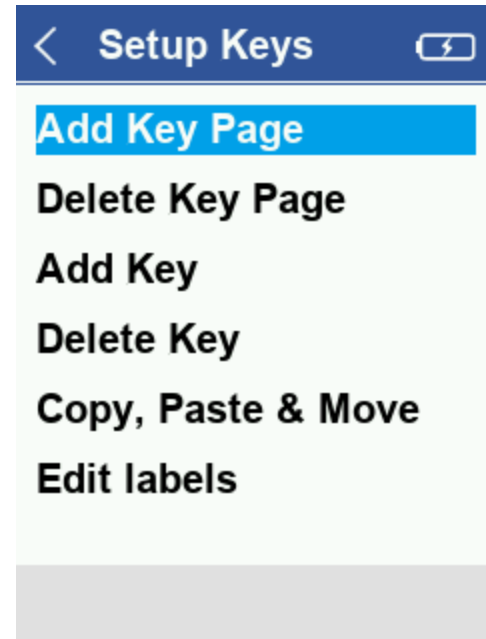 Setup Keys
Add Key Page
Delete Key Page
Add Key
Delete Key
Copy, Paste & Move
Edit labels